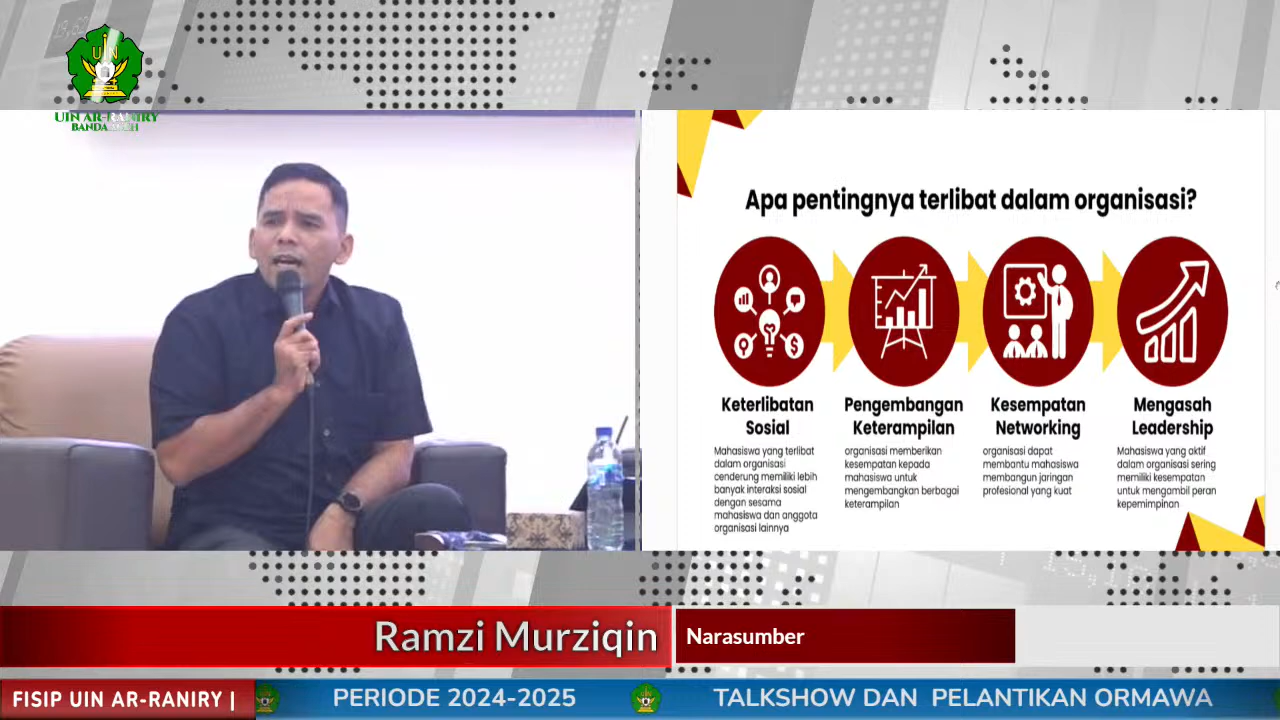 UIN
UIN AR-RANIRY
BANDA ACEH
Apa pentingnya terlibat dalam organisasi?
Keterlibatan
Sosial
Mahasiswa yang terlibat
dalam organisasi
cenderung memiliki lebih
banyak interaksi sosial
dengan sesama
mahasiswa dan anggota
organisasi lainnya
Pengembangan
Keterampilan
organisasi memberikan
kesempatan kepada
mahasiswa untuk
mengembangkan berbagai
keterampilan
Kesempatan
Networking
organisasi dapat
membantu mahasiswa
membangun jaringan
profesional yang kuat
Mengasah
Leadership
Mahasiswa yang aktif
dalam organisasi sering
memiliki kesempatan
untuk mengambil peran
kepemimpinan
Ramzi Murziqin
Narasumber
FISIP UIN AR-RANIRY |
PERIODE 2024-2025
TALKSHOW DAN PELANTIKAN ORMAWA